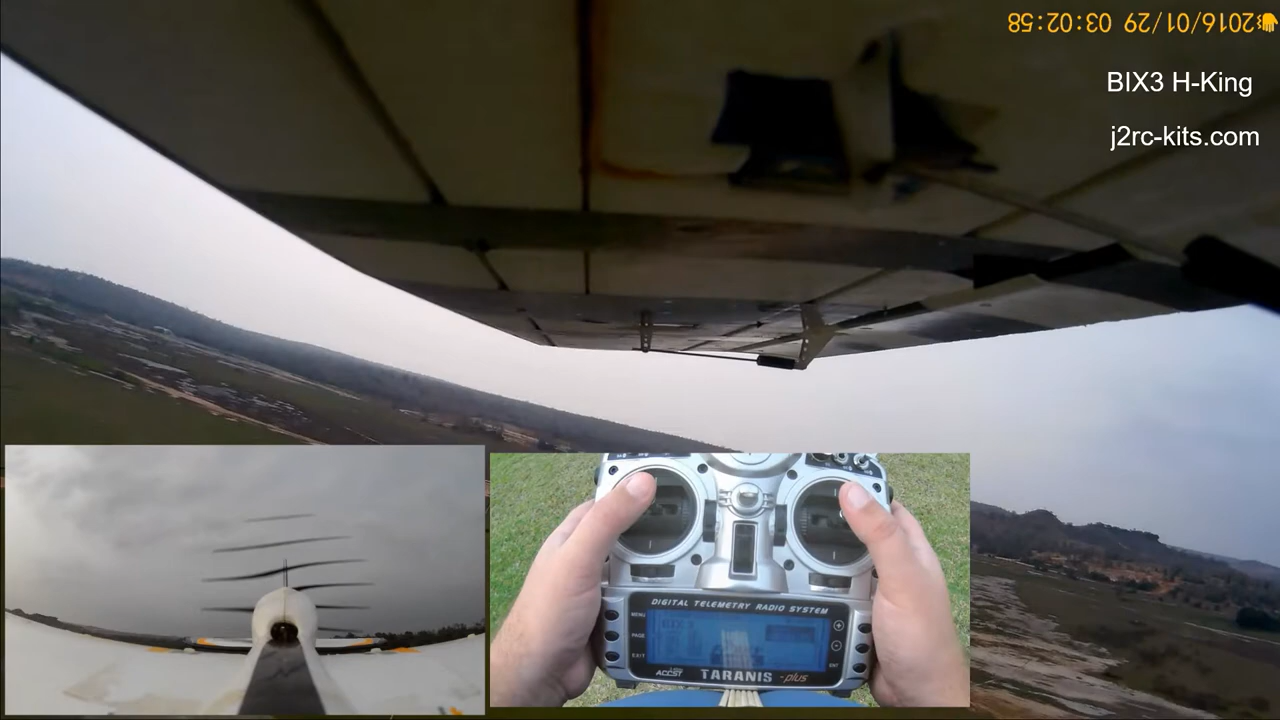 2016/01/29 03:02:58
BIX3 H-King
j2rc-kits.com
DIGITAL TELEMETRY RADIO SYSTEM
MENU
PAGE
EXIT
BIX3
ENT
ACCST
TARANIS -plus